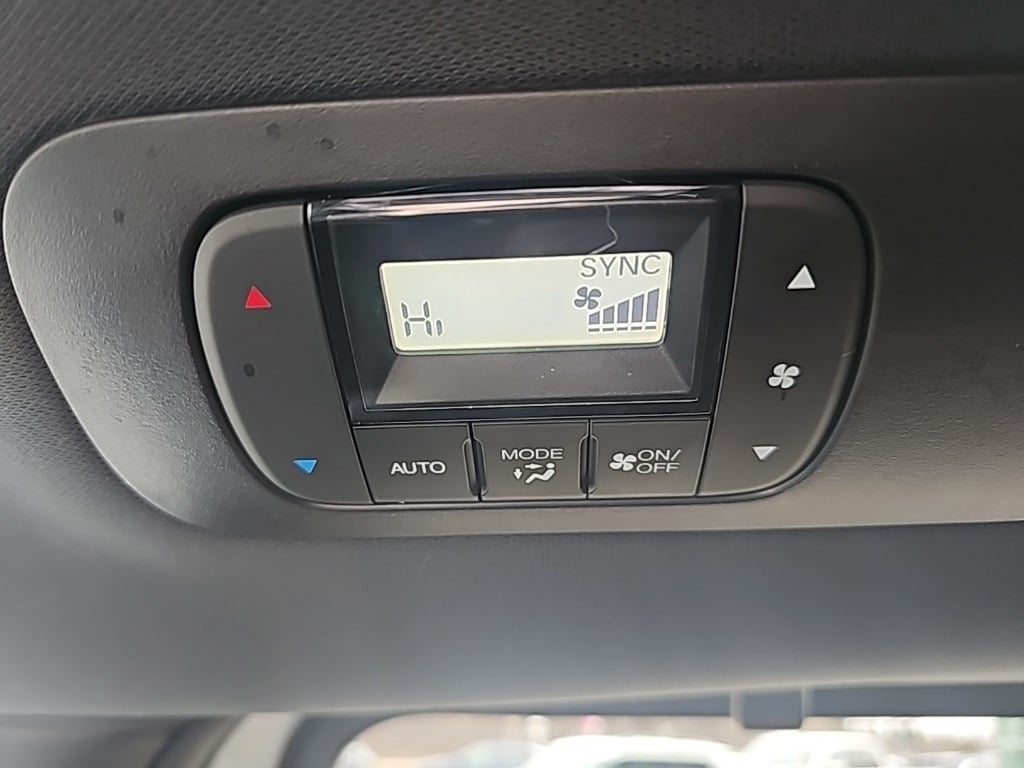 SYNC
Hi
AUTO
MODE
ON/
OFF